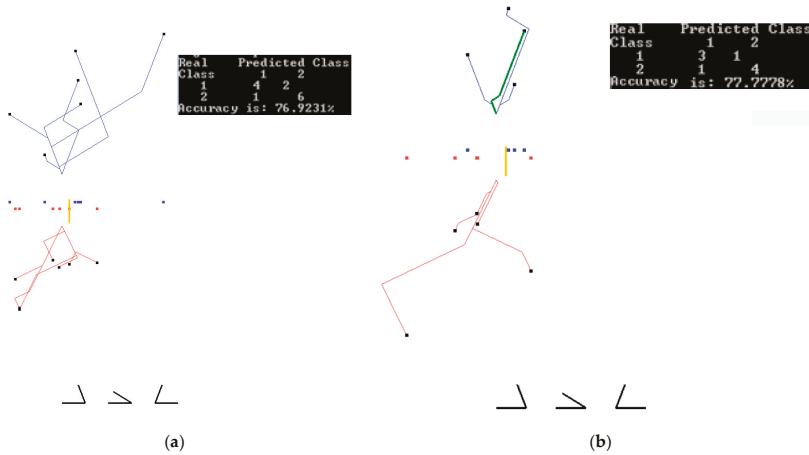 Real Predicted Class
Class 1 2
1 4 2
2 1 6
Accuracy is: 76.9231%
Real Predicted Class
Class 1 2
1 3 1
2 1 4
Accuracy is: 77.7778%
(a) (b)